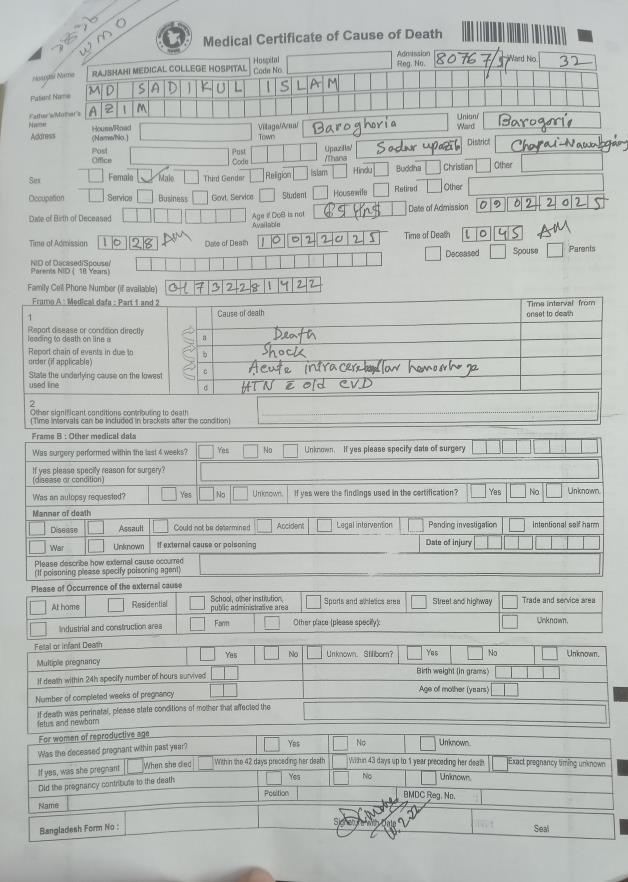 WMO
Medical Certificate of Cause of Death
Hospital Name RAJSHAHI MEDICAL COLLEGE HOSPITAL Hospital Code No. Admission Reg. No. 80767/ Ward No. 32
Patient Name MD SADIKUL ISLAM
Father's/Mother's Name AZIM
Address House/Road (Name/No.) Village/Area/ Town Baroghoria Union/ Ward
Post Office Post Code Upazilla/ /Thana Sadar District Chapai-Nawabganj
Sex Female Male Third Gender Religion Islam Hindu Buddha Christian Other
Occupation Service Business Govt. Service Student Housewife Retired Other
Date of Birth of Deceased Age if DoB is not Available 65 yrs Date of Admission 09022025
Time of Admission 1028 AM Date of Death 10022025 Time of Death 1045 AM
NID of Dacased/Spouse/ Parents NID ( 18 Years) Deceased Spouse Parents
Family Cell Phone Number (if available) 01732281422
Frame A : Medical dafa : Part 1 and 2
Cause of death Time interval from onset to death
1
Report disease or condition directly leading to death on line a
a Death
Report chain of events in due to order (if applicable)
b Shock
State the underlying cause on the lowest used line
c Acute hemorrhage
d HTN c old CVD
2
Other significant conditions contributing to death
(Time intervals can be included in brackets after the condition)
Frame B : Other medical data
Was surgery performed within the last 4 weeks? Yes No Unknown. If yes please specify date of surgery
If yes please specify reason for surgery? (disease or condition)
Was an autopsy requested? Yes No Unknown. If yes were the findings used in the certification? Yes No Unknown.
Manner of death
Disease Assault Could not be determined Accident Legal intervention Pending investigation Intentional self harm
War Unknown If external cause or poisoning Date of injury
Please describe how external cause occurred
(If poisoning please specify poisoning agent)
Please of Occurrence of the external cause
At home Residential School, other institution, public administrative area Sports and athletics area Street and highway Trade and service area
Industrial and construction area Farm Other place (please specify): Unknown.
Fetal or infant Death
Multiple pregnancy Yes No Unknown. Stillborn? Yes No Unknown.
If death within 24h specify number of hours survived Birth weight (in grams)
Number of completed weeks of pregnancy Age of mother (years)
If death was perinatal, please state conditions of mother that affected the fetus and newborn
For women of reproductive age
Was the deceased pregnant within past year? Yes No Unknown.
If yes, was she pregnant When she died Within the 42 days preceding her death Within 43 days up to 1 year preceding her death Exact pregnancy timing unknown
Did the pregnancy contribute to the death Yes No Unknown.
Name Position BMDC Reg. No.
Bangladesh Form No : Signature with Date Seal